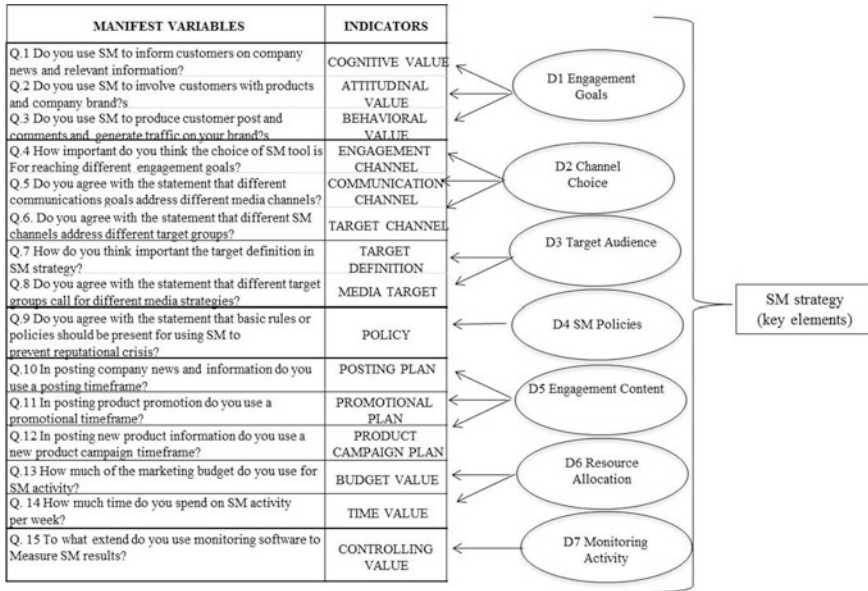 MANIFEST VARIABLES
INDICATORS
Q.1 Do you use SM to inform customers on company
news and relevant information?
COGNITIVE VALUE
Q.2 Do you use SM to involve customers with products
and company brand?s
ATTITUDINAL
VALUE
Q.3 Do you use SM to produce customer post and
comments and generate traffic on your brand?s
BEHAVIORAL
VALUE
D1 Engagement
Goals
Q.4 How important do you think the choice of SM tool is
For reaching different engagement goals?
ENGAGEMENT
CHANNEL
Q.5 Do you agree with the statement that different
communications goals address different media channels?
COMMUNICATION
CHANNEL
Q.6. Do you agree with the statement that different SM
channels address different target groups?
TARGET CHANNEL
D2 Channel
Choice
Q.7 How do you think important the target definition in
SM strategy?
TARGET
DEFINITION
Q.8 Do you agree with the statement that different target
groups call for different media strategies?
MEDIA TARGET
D3 Target Audience
Q.9 Do you agree with the statement that basic rules or
policies should be present for using SM to
prevent reputational crisis?
POLICY
D4 SM Policies
Q.10 In posting company news and information do you
use a posting timeframe?
POSTING PLAN
Q.11 In posting product promotion do you use a
promotional timeframe?
PROMOTIONAL
PLAN
Q.12 In posting new product information do you use a
new product campaign timeframe?
PRODUCT
CAMPAIGN PLAN
D5 Engagement Content
Q.13 How much of the marketing budget do you use for
SM activity?
BUDGET VALUE
Q. 14 How much time do you spend on SM activity
per week?
TIME VALUE
D6 Resource
Allocation
Q. 15 To what extend do you use monitoring software to
Measure SM results?
CONTROLLING
VALUE
D7 Monitoring
Activity
SM strategy
(key elements)